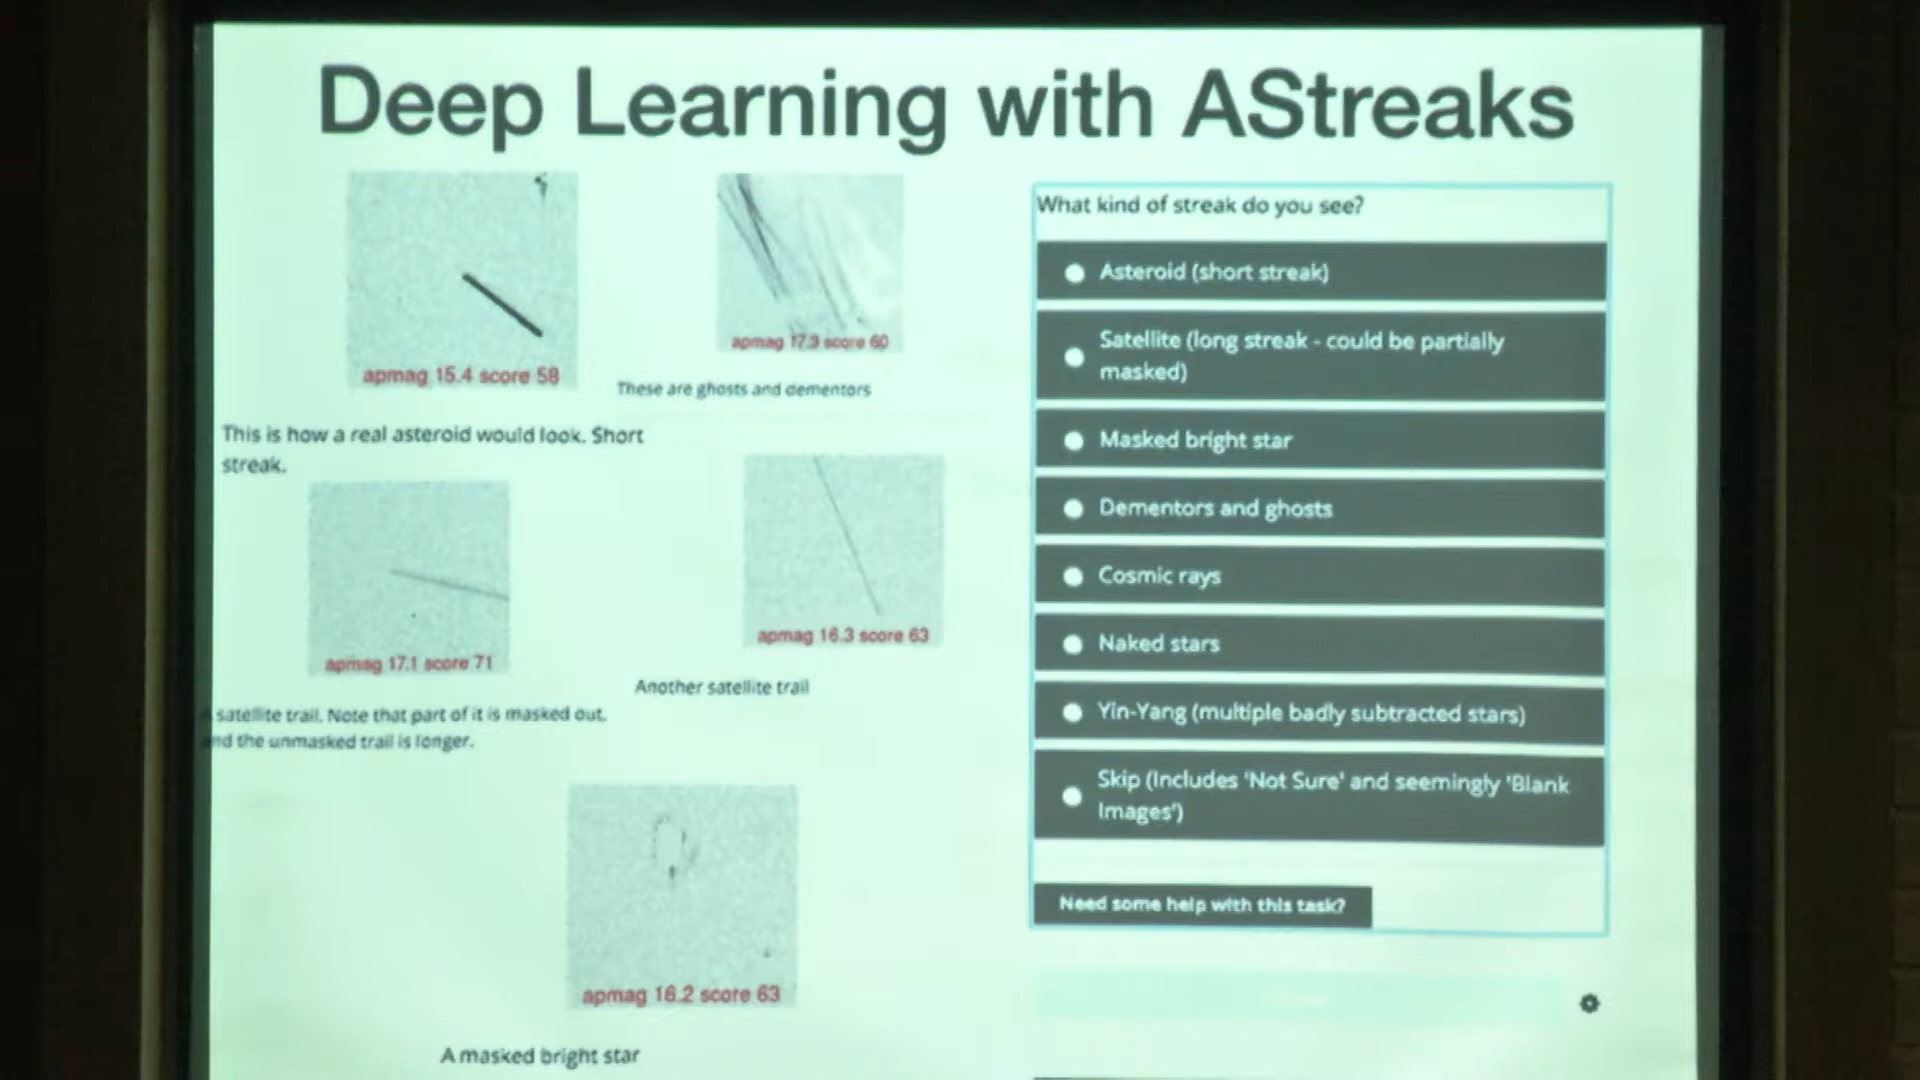 Deep Learning with AStreaks
apmag 15.4 score 58
This is how a real asteroid would look. Short
streak.
apmag 17.3 score 60
These are ghosts and dementors
apmag 17.1 score 71
satellite trail. Note that part of it is masked out,
and the unmasked trail is longer.
apmag 16.3 score 63
Another satellite trail
apmag 16.2 score 63
A masked bright star
What kind of streak do you see?
Asteroid (short streak)
Satellite (long streak - could be partially
masked)
Masked bright star
Dementors and ghosts
Cosmic rays
Naked stars
Yin-Yang (multiple badly subtracted stars)
Skip (Includes 'Not Sure' and seemingly 'Blank
Images')
Need some help with this task?